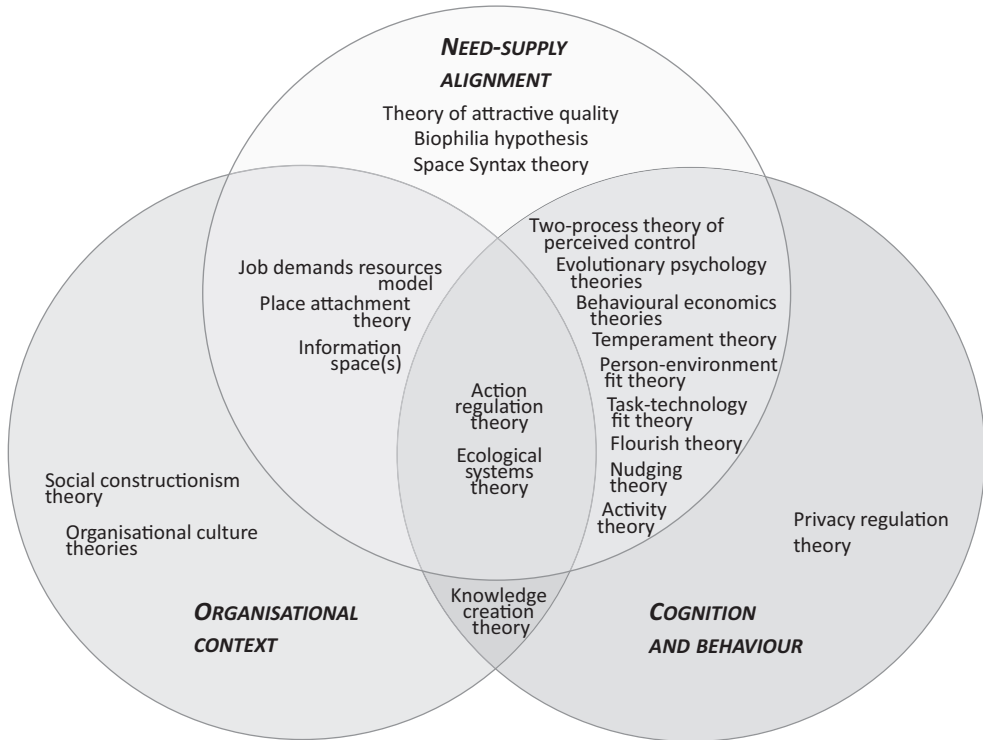 NEED-SUPPLY
ALIGNMENT
Theory of attractive quality
Biophilia hypothesis
Space Syntax theory
Two-process theory of
perceived control
Evolutionary psychology
theories
Behavioural economics
theories
Temperament theory
Person-environment
fit theory
Task-technology
fit theory
Flourish theory
Nudging
theory
Activity
theory
Job demands resources
model
Place attachment
theory
Information
space(s)
Action
regulation
theory
Ecological
systems
theory
Social constructionism
theory
Organisational culture
theories
Privacy regulation
theory
Knowledge
creation
theory
ORGANISATIONAL
CONTEXT
COGNITION
AND BEHAVIOUR